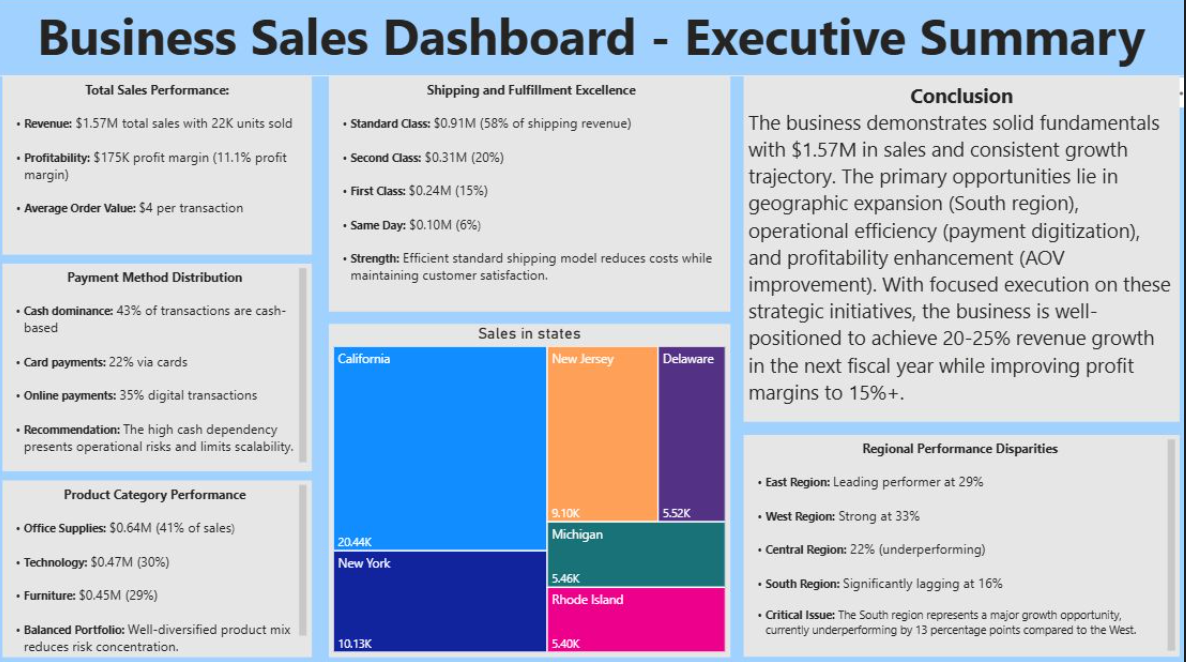 Business Sales Dashboard - Executive Summary
Total Sales Performance:
• Revenue: $1.57M total sales with 22K units sold
• Profitability: $175K profit margin (11.1% profit
margin)
• Average Order Value: $4 per transaction
Payment Method Distribution
• Cash dominance: 43% of transactions are cash-
based
• Card payments: 22% via cards
• Online payments: 35% digital transactions
• Recommendation: The high cash dependency
presents operational risks and limits scalability.
Product Category Performance
• Office Supplies: $0.64M (41% of sales)
• Technology: $0.47M (30%)
• Furniture: $0.45M (29%)
• Balanced Portfolio: Well-diversified product mix
reduces risk concentration.
Shipping and Fulfillment Excellence
• Standard Class: $0.91M (58% of shipping revenue)
• Second Class: $0.31M (20%)
• First Class: $0.24M (15%)
• Same Day: $0.10M (6%)
• Strength: Efficient standard shipping model reduces costs while
maintaining customer satisfaction.
Sales in states
California
20.44K
New York
10.13K
New Jersey
9.10K
Delaware
5.52K
Michigan
5.46K
Rhode Island
5.40K
Conclusion
The business demonstrates solid fundamentals
with $1.57M in sales and consistent growth
trajectory. The primary opportunities lie in
geographic expansion (South region),
operational efficiency (payment digitization),
and profitability enhancement (AOV
improvement). With focused execution on these
strategic initiatives, the business is well-
positioned to achieve 20-25% revenue growth
in the next fiscal year while improving profit
margins to 15%+.
Regional Performance Disparities
• East Region: Leading performer at 29%
• West Region: Strong at 33%
• Central Region: 22% (underperforming)
• South Region: Significantly lagging at 16%
• Critical Issue: The South region represents a major growth opportunity,
currently underperforming by 13 percentage points compared to the West.